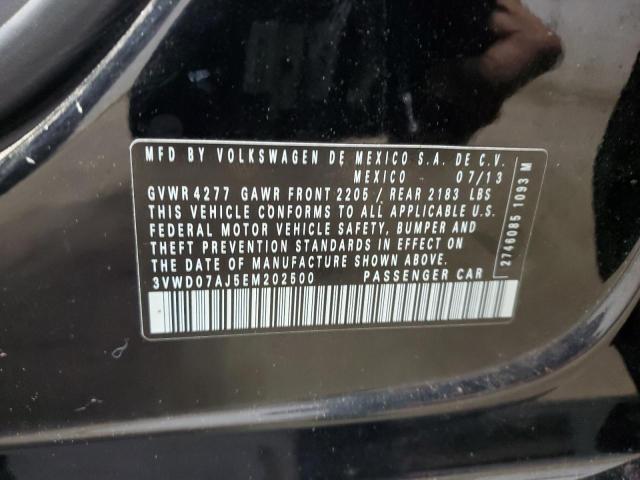 MFD BY VOLKSWAGEN DE MEXICO S.A. DE C.V.
MEXICO 07/13
GVWR 4277 GAWR FRONT 2205 / REAR 2183 LBS
THIS VEHICLE CONFORMS TO ALL APPLICABLE U.S.
FEDERAL MOTOR VEHICLE SAFETY, BUMPER AND
THEFT PREVENTION STANDARDS IN EFFECT ON
THE DATE OF MANUFACTURE SHOWN ABOVE
3VWD07AJ5EM202500 PASSENGER CAR
2746085 1093 M